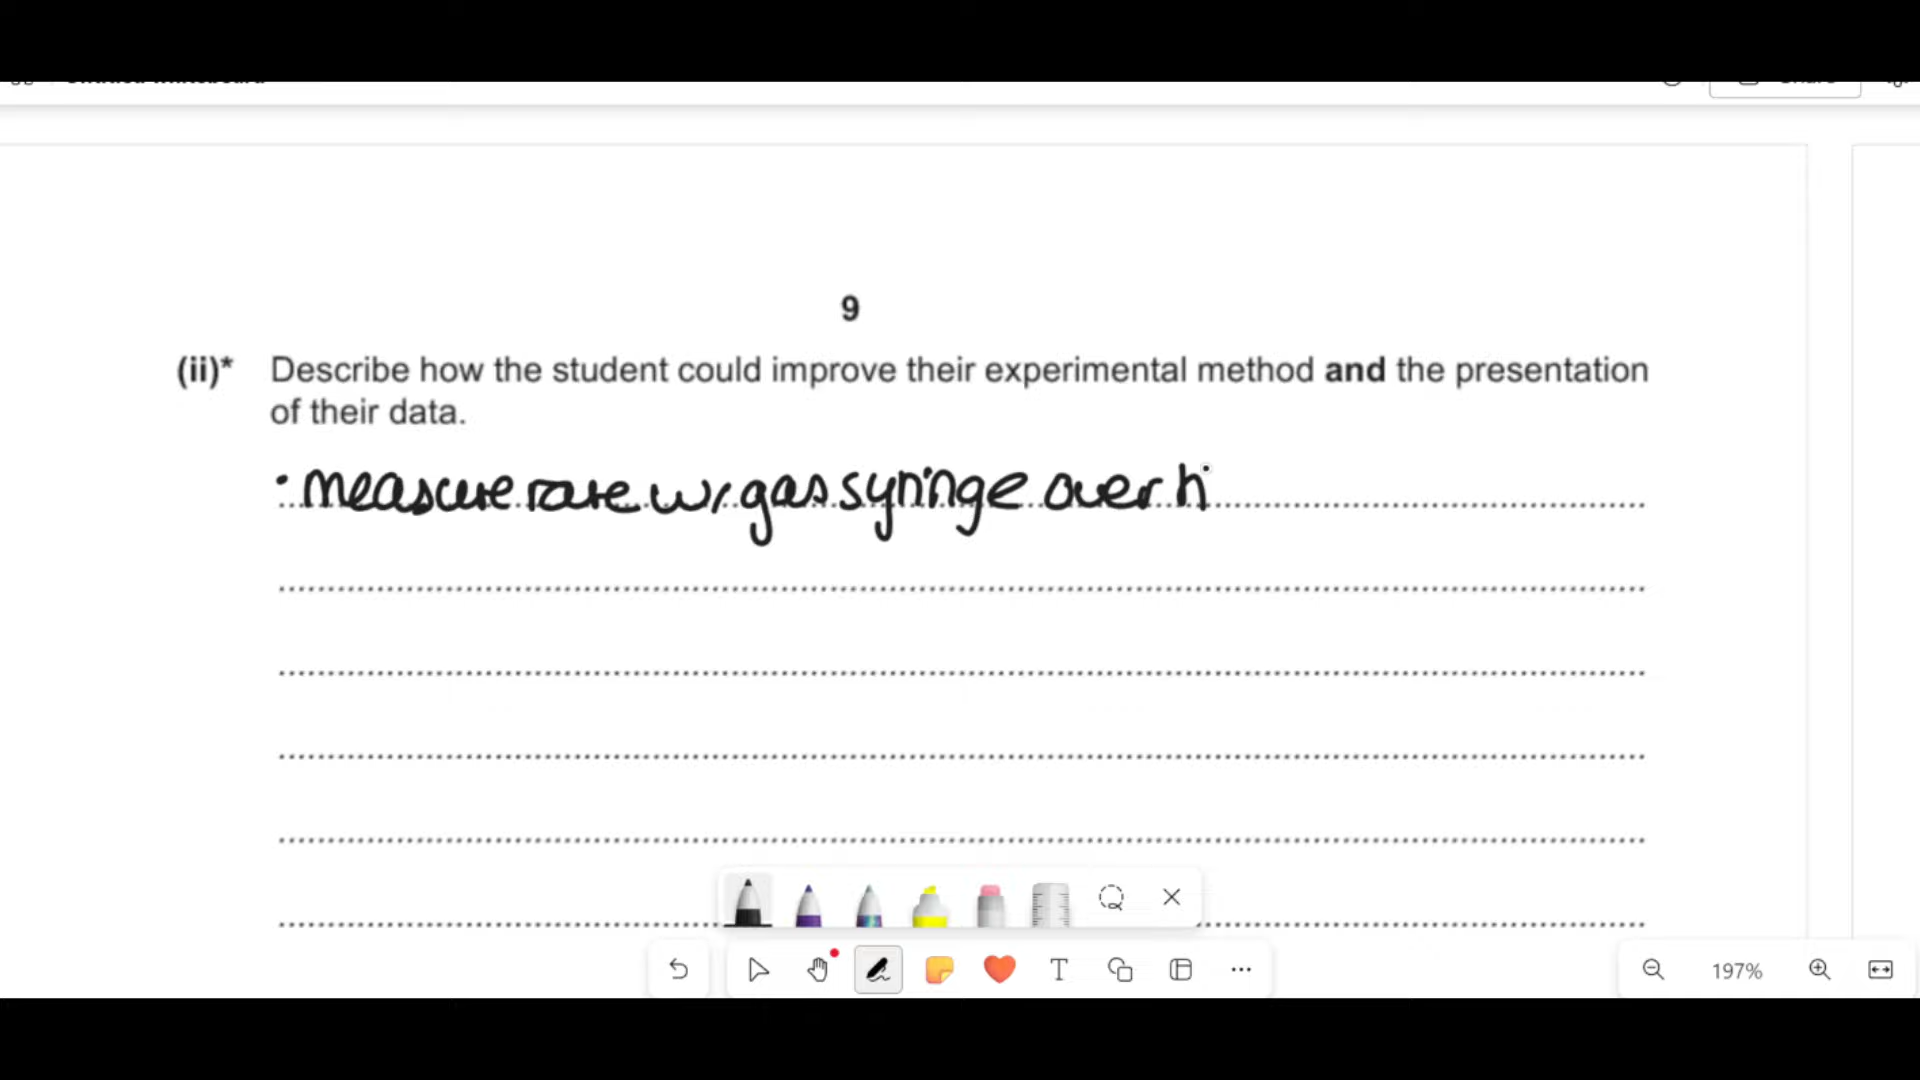 9
(ii)* Describe how the student could improve their experimental method and the presentation
of their data.
· measure rate w/ gas syringe over
T
197%